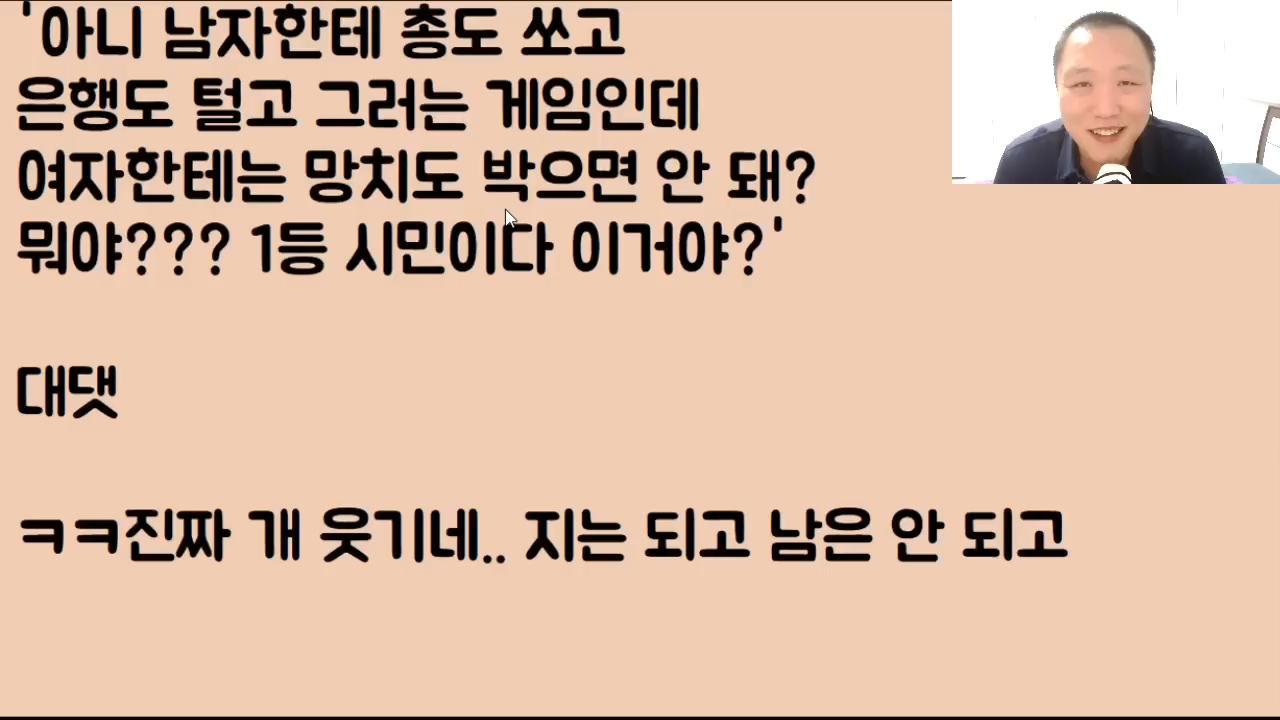 '아니 남자한테 총도 쏘고
은행도 털고 그러는 게임인데
여자한테는 망치도 박으면 안 돼?
뭐야??? 1등 시민이다 이거야?'
대댓
ㅋㅋ진짜 개 웃기네.. 지는 되고 남은 안 되고